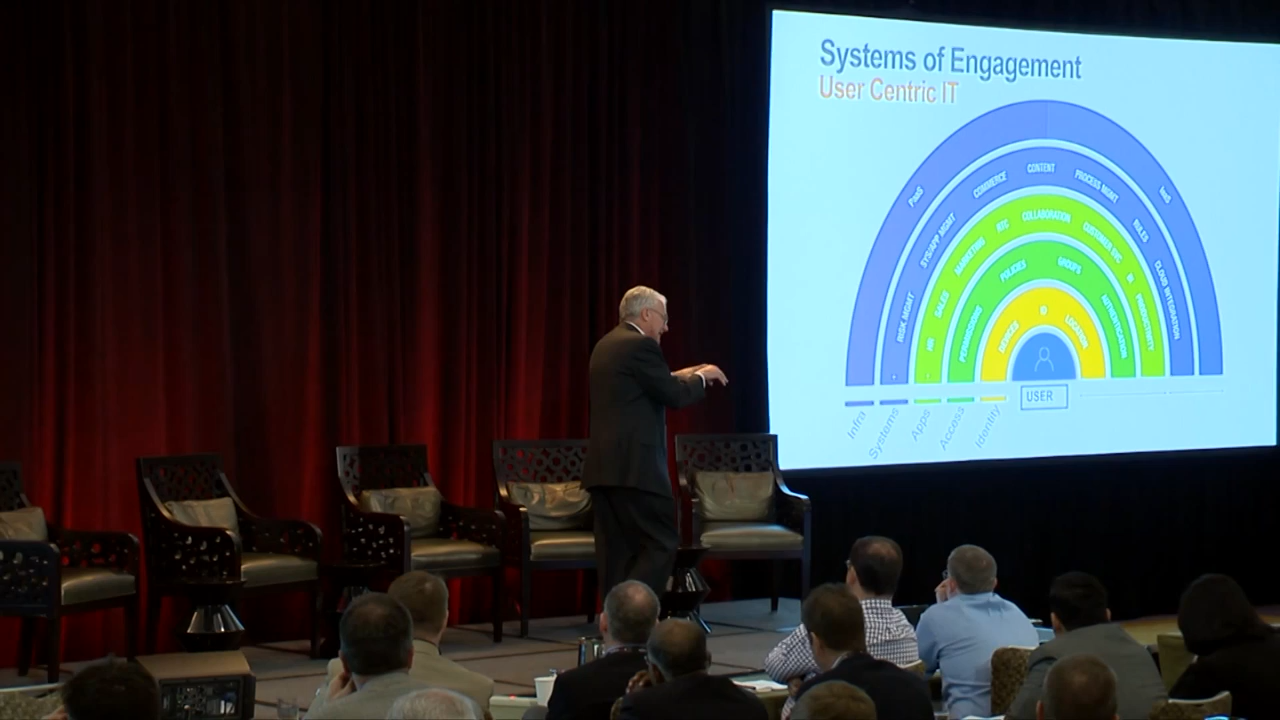 Systems of Engagement
User Centric IT
PaaS
IaaS
RISK MGMT
SYS/APP MGMT
COMMERCE
CONTENT
PROCESS MGMT
RULES
CLOUD INTEGRATION
HR
SALES
MARKETING
RTC
COLLABORATION
CUSTOMER SVC
IA
PRODUCTIVITY
PERMISSIONS
POLICIES
GROUPS
AUTHENTICATION
DEVICES
ID
LOCATION
USER
Infra
Systems
Apps
Access
Identity